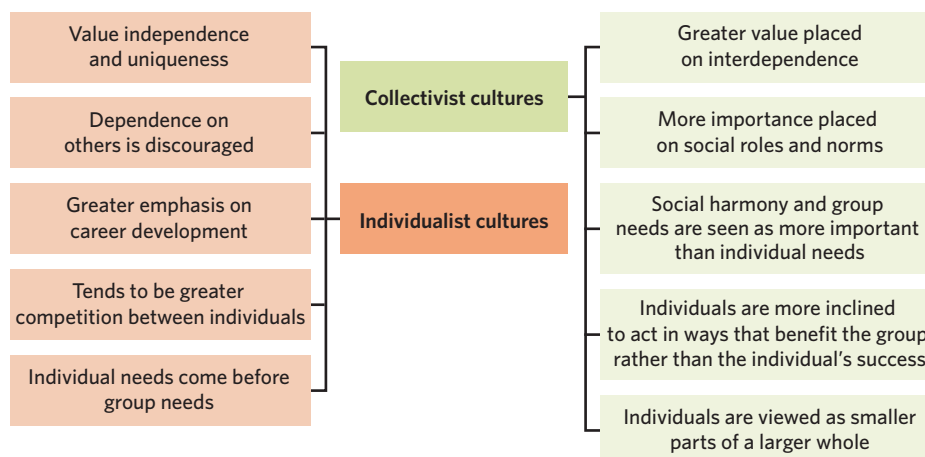 Value independence
and uniqueness
Dependence on
others is discouraged
Greater emphasis on
career development
Tends to be greater
competition between individuals
Individual needs come before
group needs
Collectivist cultures
Individualist cultures
Greater value placed
on interdependence
More importance placed
on social roles and norms
Social harmony and group
needs are seen as more important
than individual needs
Individuals are more inclined
to act in ways that benefit the group
rather than the individual's success
Individuals are viewed as smaller
parts of a larger whole